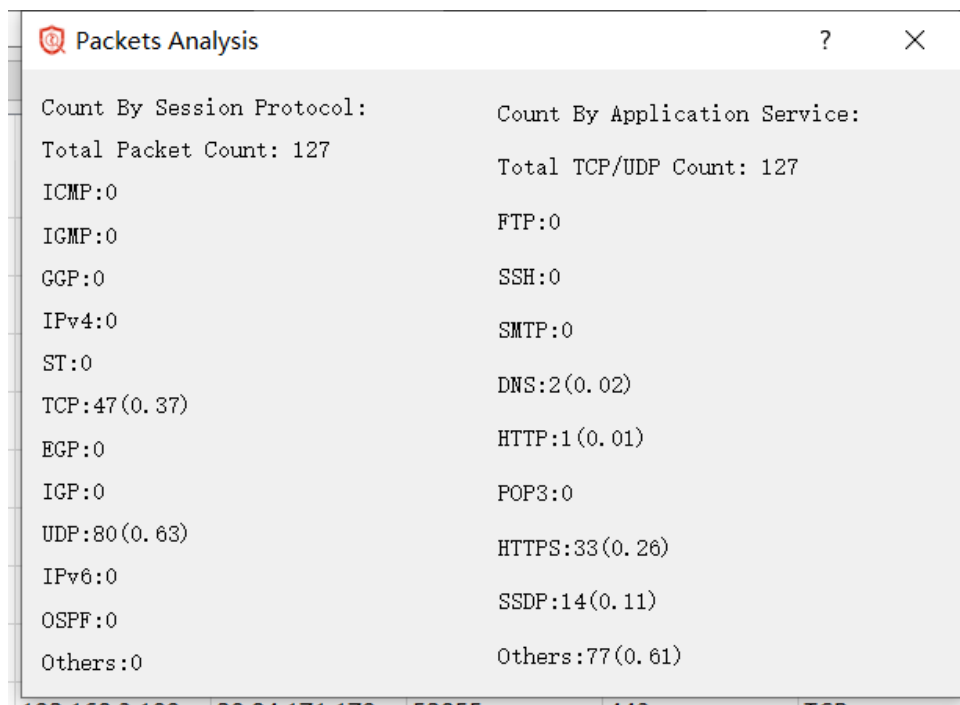 Packets Analysis
?
Count By Session Protocol:
Total Packet Count: 127
ICMP:0
IGMP:0
GGP:0
IPv4:0
ST:0
TCP:47(0.37)
EGP:0
IGP:0
UDP:80(0.63)
IPv6:0
OSPF:0
Others:0
Count By Application Service:
Total TCP/UDP Count: 127
FTP:0
SSH:0
SMTP:0
DNS:2(0.02)
HTTP:1(0.01)
POP3:0
HTTPS:33(0.26)
SSDP:14(0.11)
Others:77(0.61)